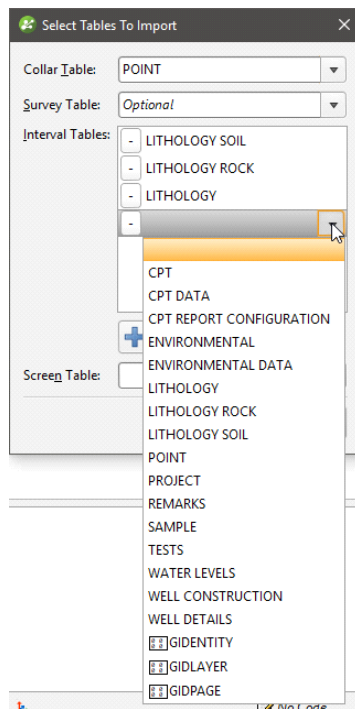 Select Tables To Import
Collar Table: POINT
Survey Table: Optional
Interval Tables: - LITHOLOGY SOIL
- LITHOLOGY ROCK
- LITHOLOGY
-
CPT
CPT DATA
CPT REPORT CONFIGURATION
ENVIRONMENTAL
ENVIRONMENTAL DATA
Screen Table:
LITHOLOGY
LITHOLOGY ROCK
LITHOLOGY SOIL
POINT
PROJECT
REMARKS
SAMPLE
TESTS
WATER LEVELS
WELL CONSTRUCTION
WELL DETAILS
GIDENTITY
GIDLAYER
GIDPAGE
No Code